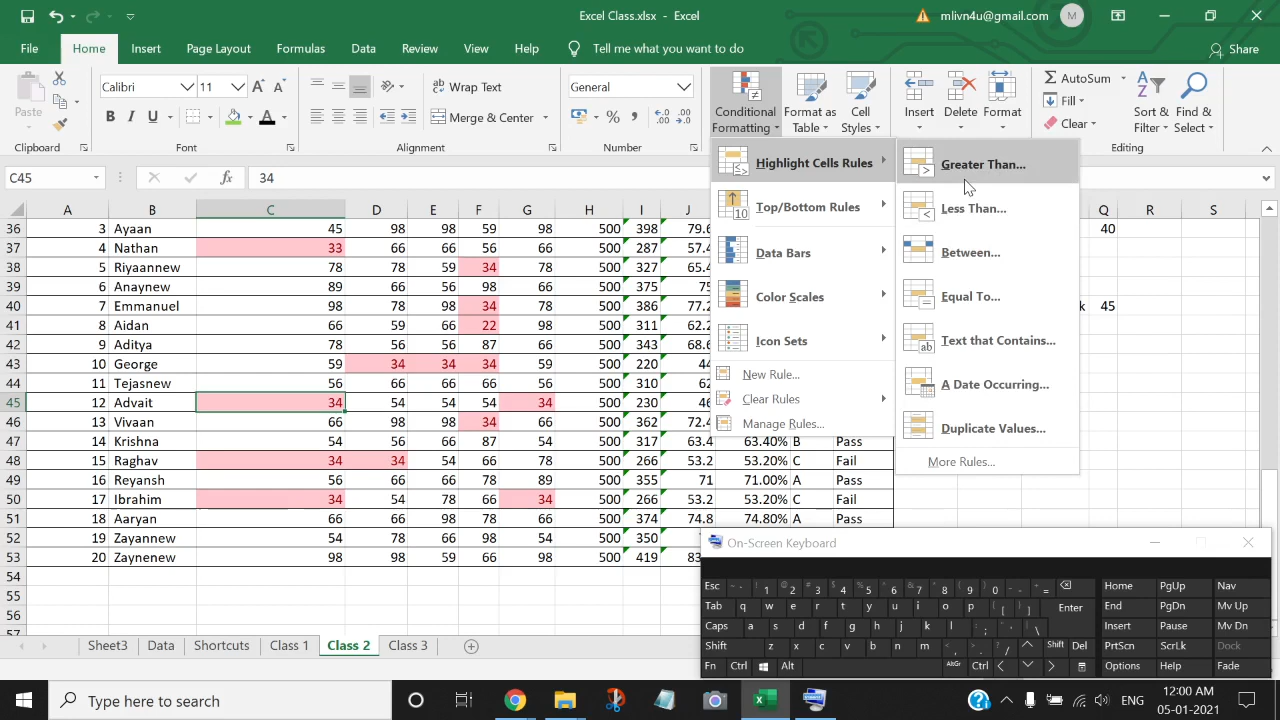 Excel Class.xlsx - Excel
mlivn4u@gmail.com M
File Home Insert Page Layout Formulas Data Review View Help Tell me what you want to do Share
Paste
Clipboard
Calibri 11
B I U
Font
Wrap Text
Merge & Center
Alignment
General
% ,
Number
Conditional Formatting
Format as Table
Cell Styles
Insert Delete Format
AutoSum
Fill
Clear
Sort & Filter
Find & Select
Editing
C45 fx 34
Highlight Cells Rules
Top/Bottom Rules
Data Bars
Color Scales
Icon Sets
New Rule...
Clear Rules
Manage Rules...
Greater Than...
Less Than...
Between...
Equal To...
Text that Contains...
A Date Occurring...
Duplicate Values...
More Rules...
A B C D E F G H I J Q R S
36 3 Ayaan 45 98 98 59 98 500 398 79.6 40
37 4 Nathan 33 66 66 56 66 500 287 57.4
38 5 Riyaannew 78 78 59 34 78 500 327 65.4
39 6 Anaynew 89 66 56 98 66 500 375 75
40 7 Emmanuel 98 78 98 34 78 500 386 77.2 k 45
41 8 Aidan 66 59 66 22 98 500 311 62.2
42 9 Aditya 78 56 56 87 66 500 343 68.6
43 10 George 59 34 34 34 59 500 220 44
44 11 Tejasnew 56 66 66 66 56 500 310 62
45 12 Advait 34 54 54 54 34 500 230 46
46 13 Vivaan 66 98 98 34 66 500 362 72.4
47 14 Krishna 54 56 66 87 54 500 317 63.4 63.40% B Pass
48 15 Raghav 34 34 54 66 78 500 266 53.2 53.20% C Fail
49 16 Reyansh 56 66 66 78 89 500 355 71 71.00% A Pass
50 17 Ibrahim 34 54 78 66 34 500 266 53.2 53.20% C Fail
51 18 Aaryan 66 66 98 78 66 500 374 74.8 74.80% A Pass
52 19 Zayannew 54 78 66 98 54 500 350
53 20 Zaynenew 98 98 59 66 98 500 419 83
54
55
56
57
Sheet3 Data Shortcuts Class 1 Class 2 Class 3
On-Screen Keyboard
Esc ~ ` ! 1 @ 2 # 3 $ 4 % 5 ^ 6 & 7 * 8 ( 9 ) 0 _ - + = Home PgUp Nav
Tab q w e r t y u i o p { [ } ] Enter End PgDn Mv Up
Caps a s d f g h j k l : ; " ' | \ Insert Pause Mv Dn
Shift z x c v b n m < , > . ? / Shift Del PrtScn ScrLk Dock
Fn Ctrl Alt AltGr Ctrl Options Help Fade
Type here to search
ENG
12:00 AM
05-01-2021